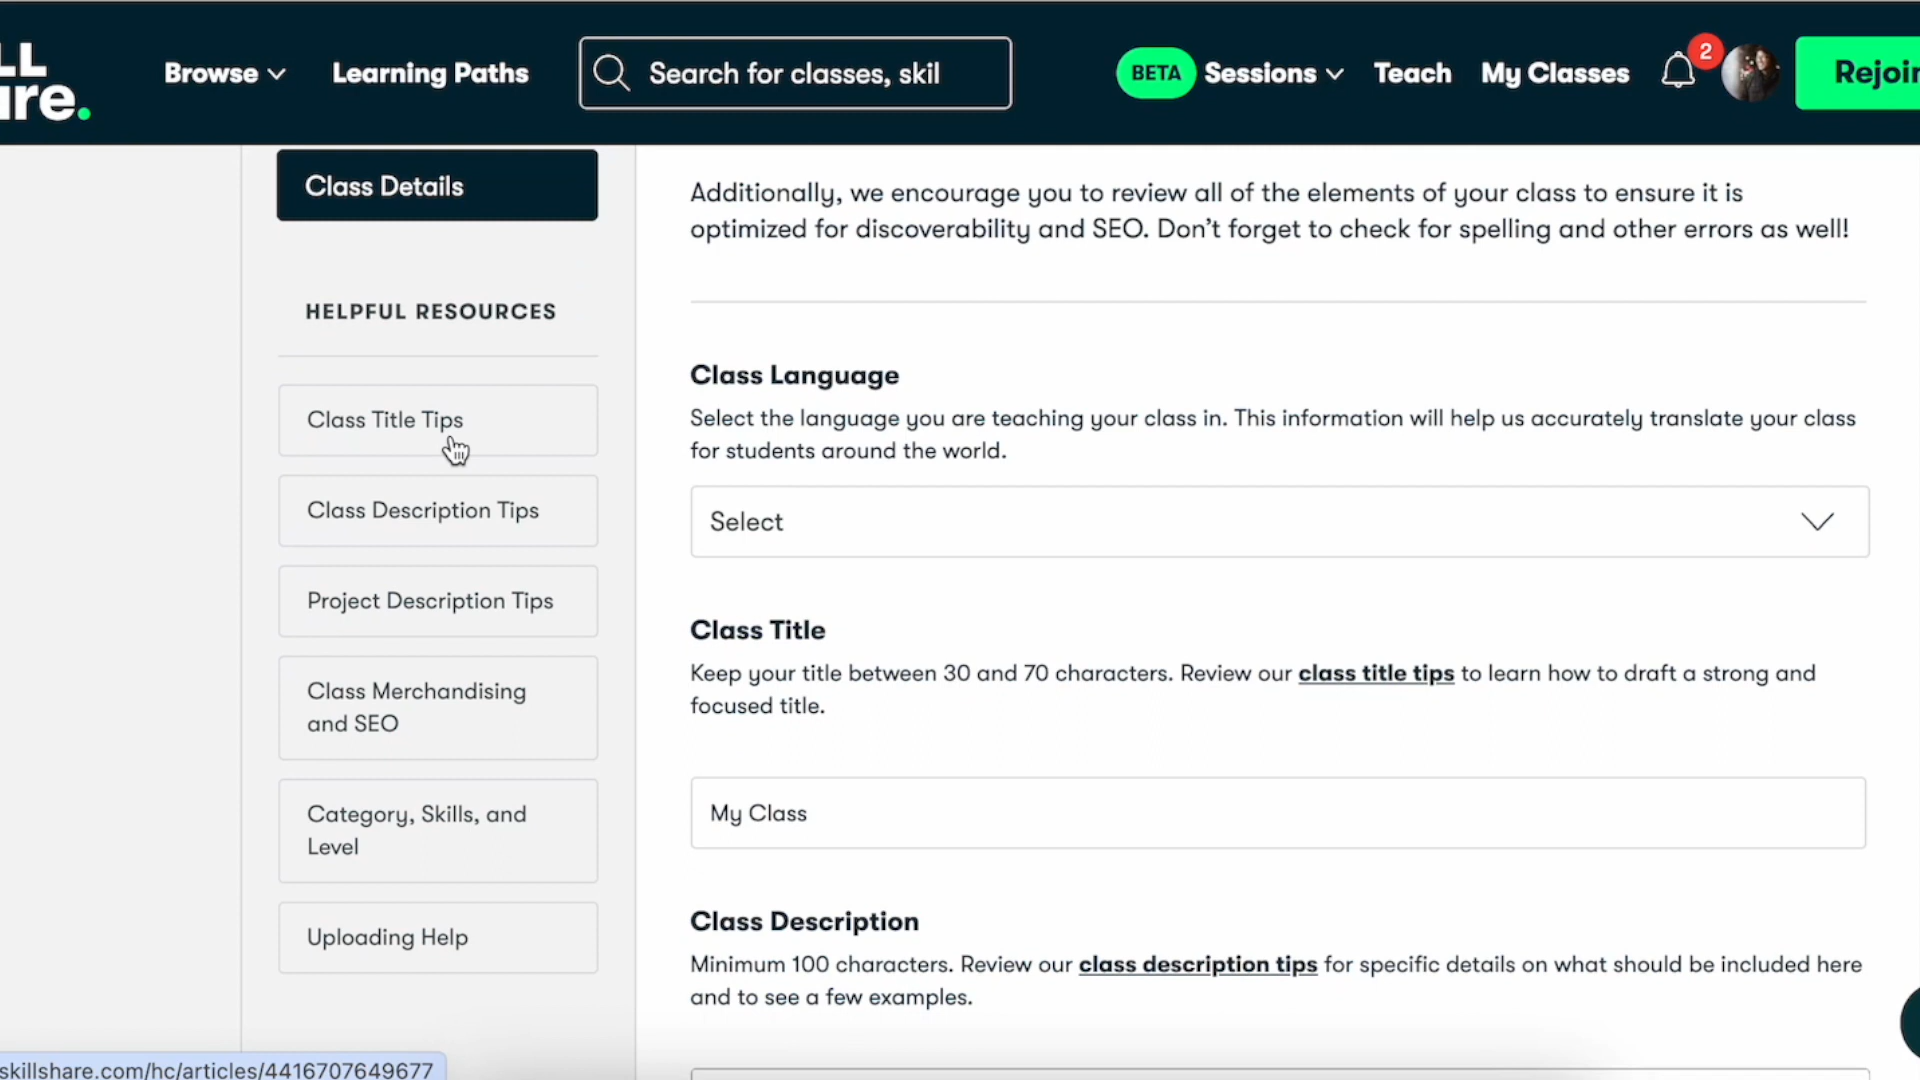 LL
are.
Browse
Learning Paths
Search for classes, skil
BETA
Sessions
Teach
My Classes
2
Rejoin
Class Details
HELPFUL RESOURCES
Class Title Tips
Class Description Tips
Project Description Tips
Class Merchandising
and SEO
Category, Skills, and
Level
Uploading Help
Additionally, we encourage you to review all of the elements of your class to ensure it is
optimized for discoverability and SEO. Don’t forget to check for spelling and other errors as well!
Class Language
Select the language you are teaching your class in. This information will help us accurately translate your class
for students around the world.
Select
Class Title
Keep your title between 30 and 70 characters. Review our class title tips to learn how to draft a strong and
focused title.
My Class
Class Description
Minimum 100 characters. Review our class description tips for specific details on what should be included here
and to see a few examples.
skillshare.com/hc/articles/4416707649677